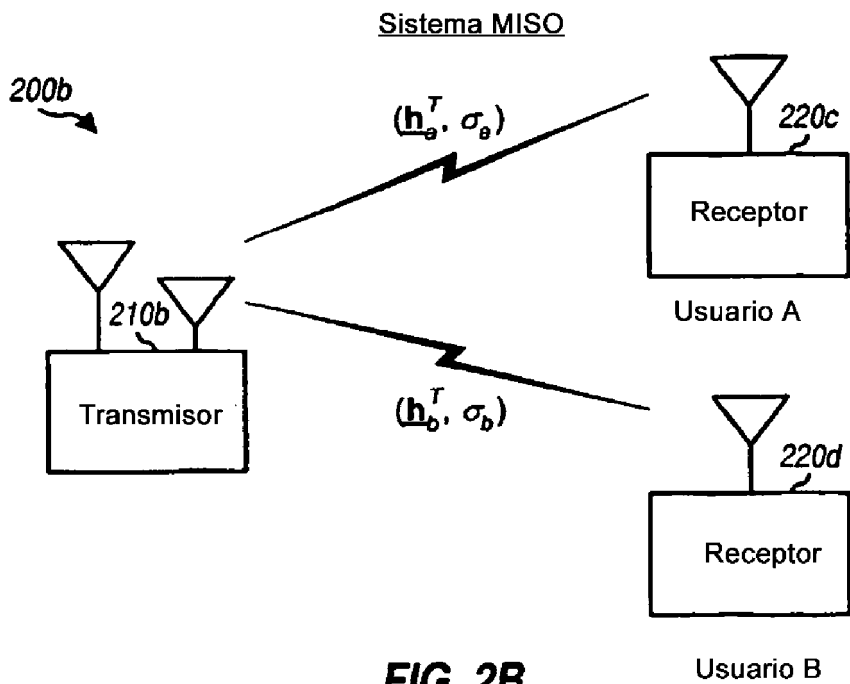 Sistema MISO
200b
(h_a^T, σ_a)
220c
Receptor
Usuario A
210b
Transmisor
(h_b^T, σ_b)
220d
Receptor
Usuario B
FIG. 2B